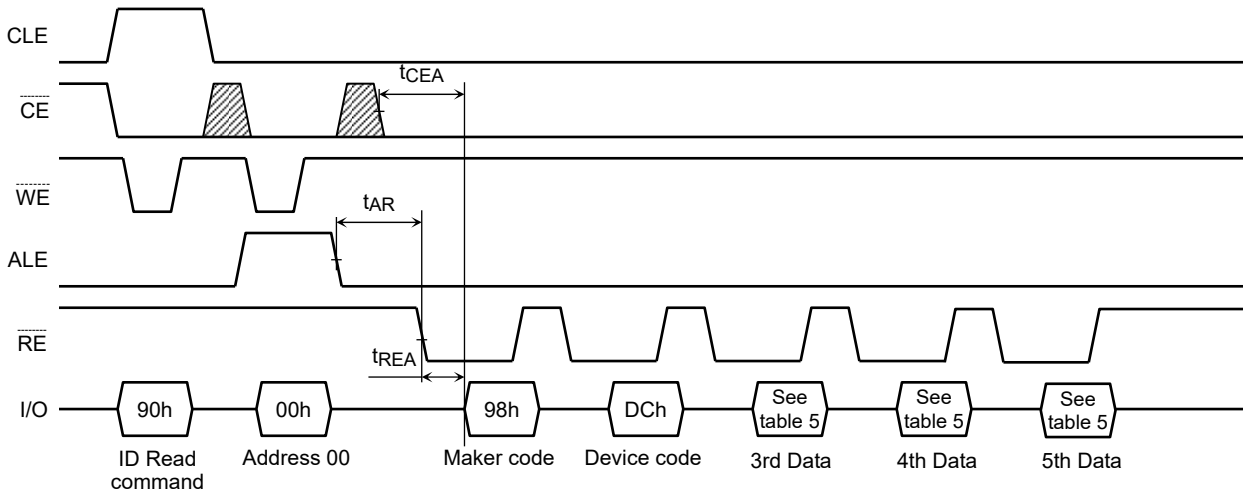 CLE
tCEA
CE
WE
tAR
ALE
RE
tREA
I/O
90h
00h
98h
DCh
See
table 5
See
table 5
See
table 5
ID Read
command
Address 00
Maker code
Device code
3rd Data
4th Data
5th Data